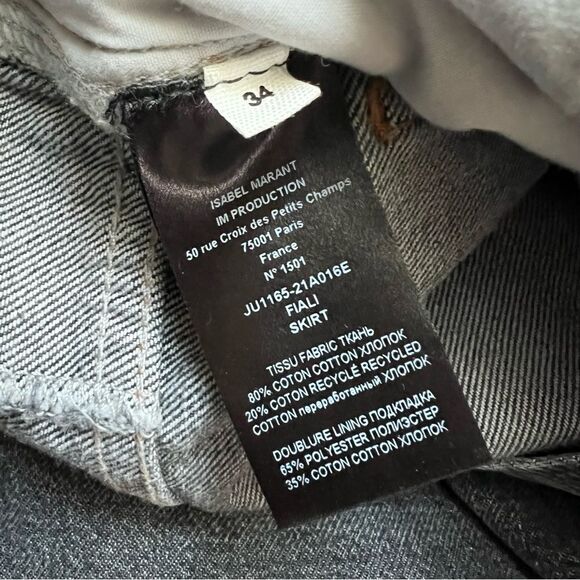 34
ISABEL MARANT
IM PRODUCTION
50 rue Croix des Petits Champs
75001 Paris
France
N° 1501
JU1165-21A016E
FIALI
SKIRT
TISSU FABRIC ТКАНЬ
80% COTON COTTON ХЛОПОК
20% COTON RECYCLÉ RECYCLED
COTTON переработанный ХЛОПОК
DOUBLURE LINING ПОДКЛАДКА
65% POLYESTER ПОЛИЭСТЕР
35% COTON COTTON ХЛОПОК